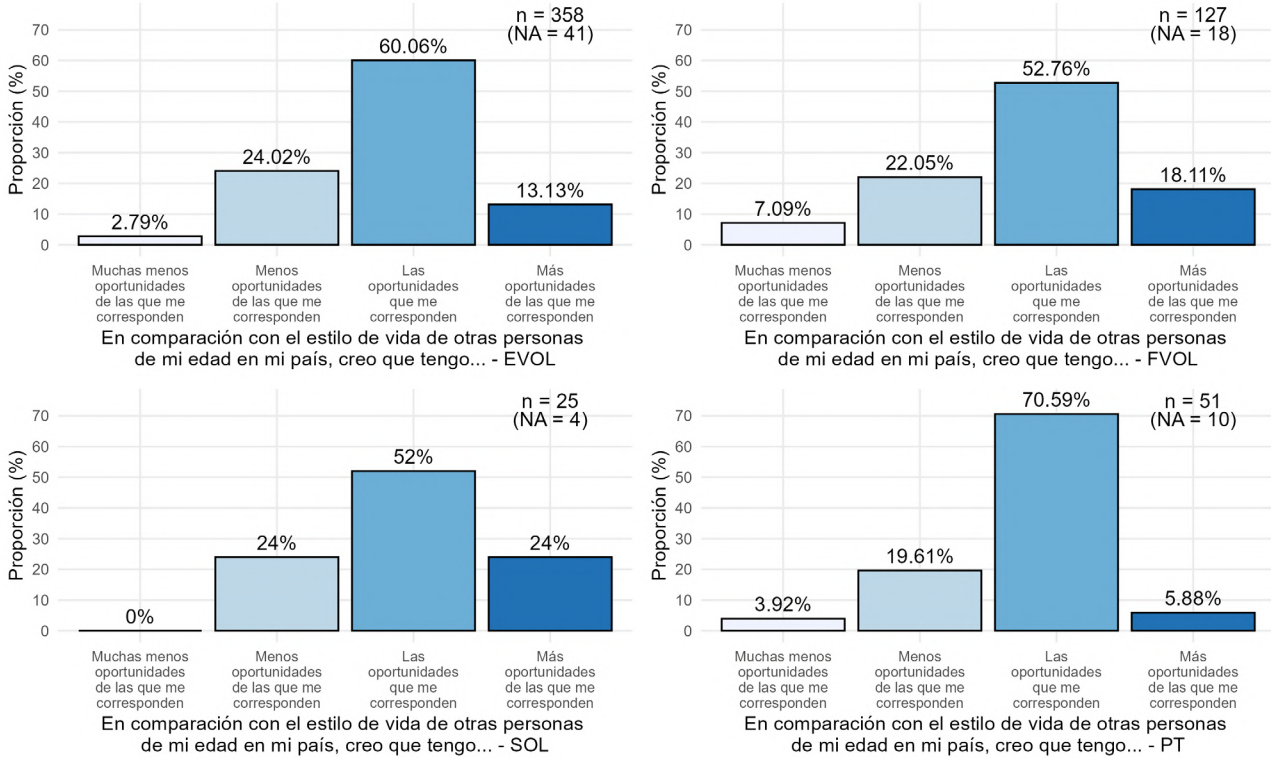 n = 358
(NA = 41)
Proporción (%)
70
60
50
40
30
20
10
0
2.79%
24.02%
60.06%
13.13%
Muchas menos
oportunidades
de las que me
corresponden
Menos
oportunidades
de las que me
corresponden
Las
oportunidades
que me
corresponden
Más
oportunidades
de las que me
corresponden
En comparación con el estilo de vida de otras personas
de mi edad en mi país, creo que tengo... - EVOL
n = 127
(NA = 18)
Proporción (%)
70
60
50
40
30
20
10
0
7.09%
22.05%
52.76%
18.11%
Muchas menos
oportunidades
de las que me
corresponden
Menos
oportunidades
de las que me
corresponden
Las
oportunidades
que me
corresponden
Más
oportunidades
de las que me
corresponden
En comparación con el estilo de vida de otras personas
de mi edad en mi país, creo que tengo... - FVOL
n = 25
(NA = 4)
Proporción (%)
70
60
50
40
30
20
10
0
0%
24%
52%
24%
Muchas menos
oportunidades
de las que me
corresponden
Menos
oportunidades
de las que me
corresponden
Las
oportunidades
que me
corresponden
Más
oportunidades
de las que me
corresponden
En comparación con el estilo de vida de otras personas
de mi edad en mi país, creo que tengo... - SOL
n = 51
(NA = 10)
Proporción (%)
70
60
50
40
30
20
10
0
3.92%
19.61%
70.59%
5.88%
Muchas menos
oportunidades
de las que me
corresponden
Menos
oportunidades
de las que me
corresponden
Las
oportunidades
que me
corresponden
Más
oportunidades
de las que me
corresponden
En comparación con el estilo de vida de otras personas
de mi edad en mi país, creo que tengo... - PT